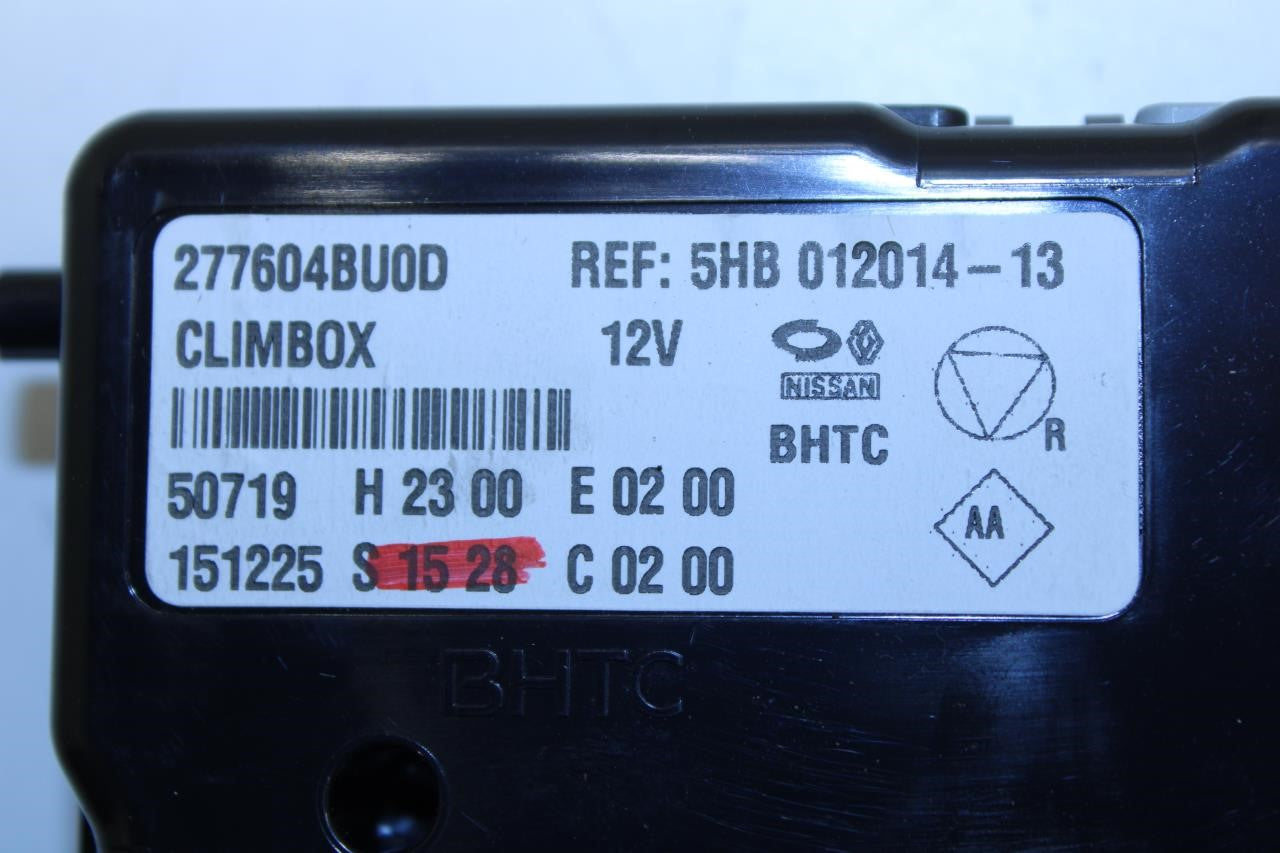 277604BU0D REF: 5HB 012014-13
CLIMBOX 12V
NISSAN
BHTC
R
50719 H 23 00 E 02 00
AA
151225 S 15 28 C 02 00
BHTC